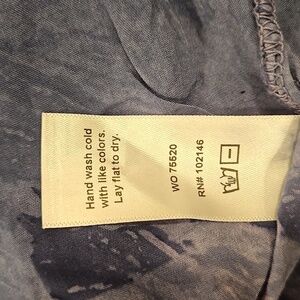 Hand wash cold
with like colors.
Lay flat to dry.
WO 75520
RN# 102146